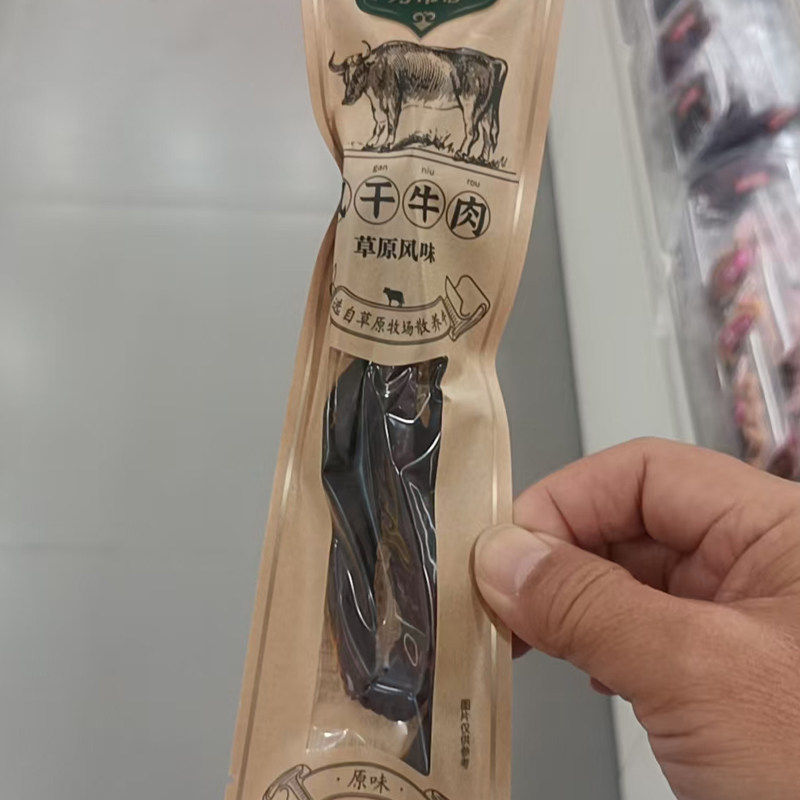 gan niu rou
干牛肉
草原风味
选自草原牧场散养牛
图片仅供参考
·原味·